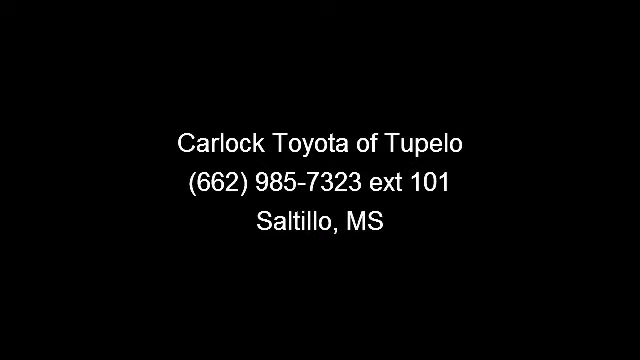 Carlock Toyota of Tupelo
(662) 985-7323 ext 101
Saltillo, MS